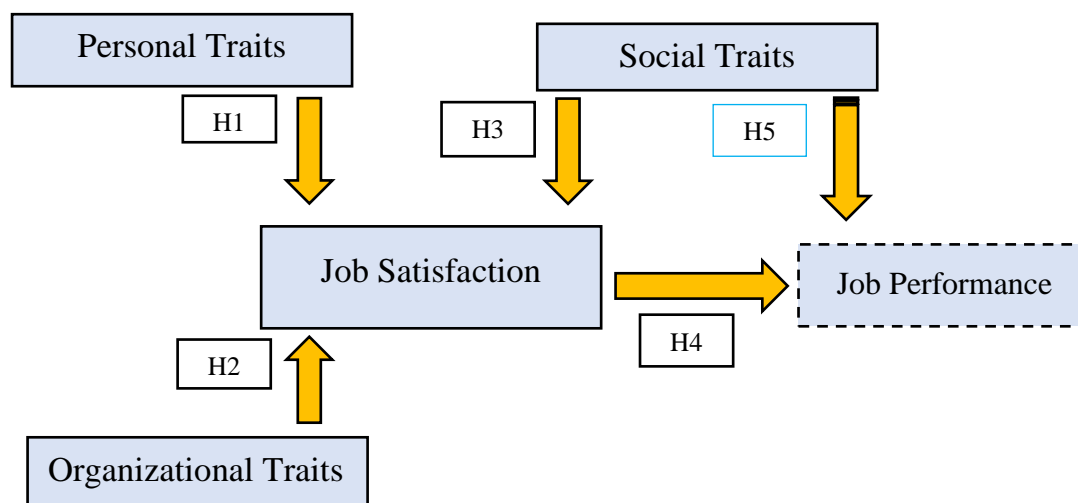 Personal Traits
Social Traits
H1
H3
H5
Job Satisfaction
Job Performance
H2
H4
Organizational Traits